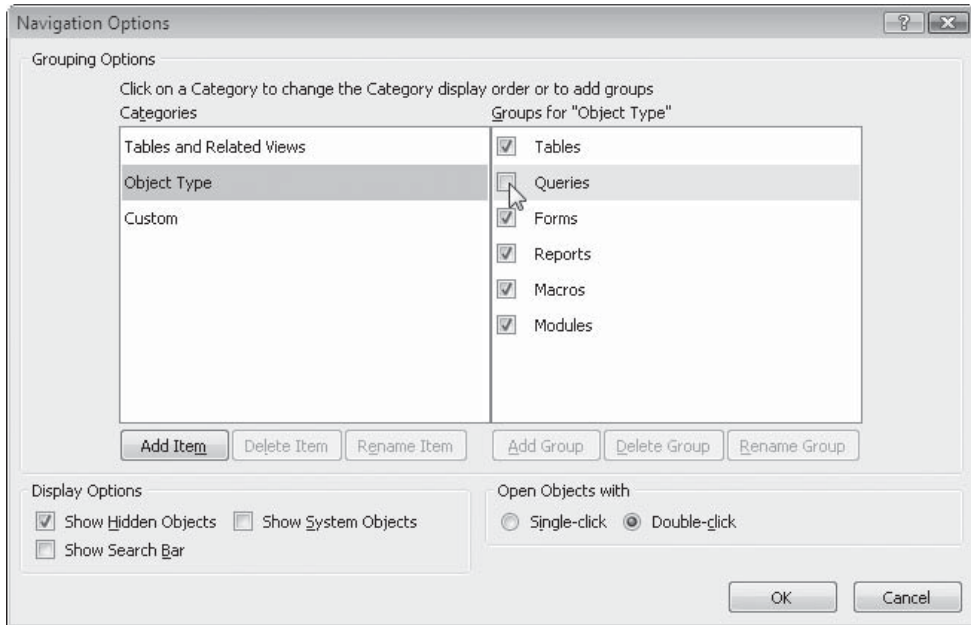 Navigation Options
Grouping Options
Click on a Category to change the Category display order or to add groups
Categories
Groups for "Object Type"
Tables and Related Views
Object Type
Custom
Tables
Queries
Forms
Reports
Macros
Modules
Add Item
Delete Item
Rename Item
Add Group
Delete Group
Rename Group
Display Options
Show Hidden Objects
Show System Objects
Show Search Bar
Open Objects with
Single-click
Double-click
OK
Cancel